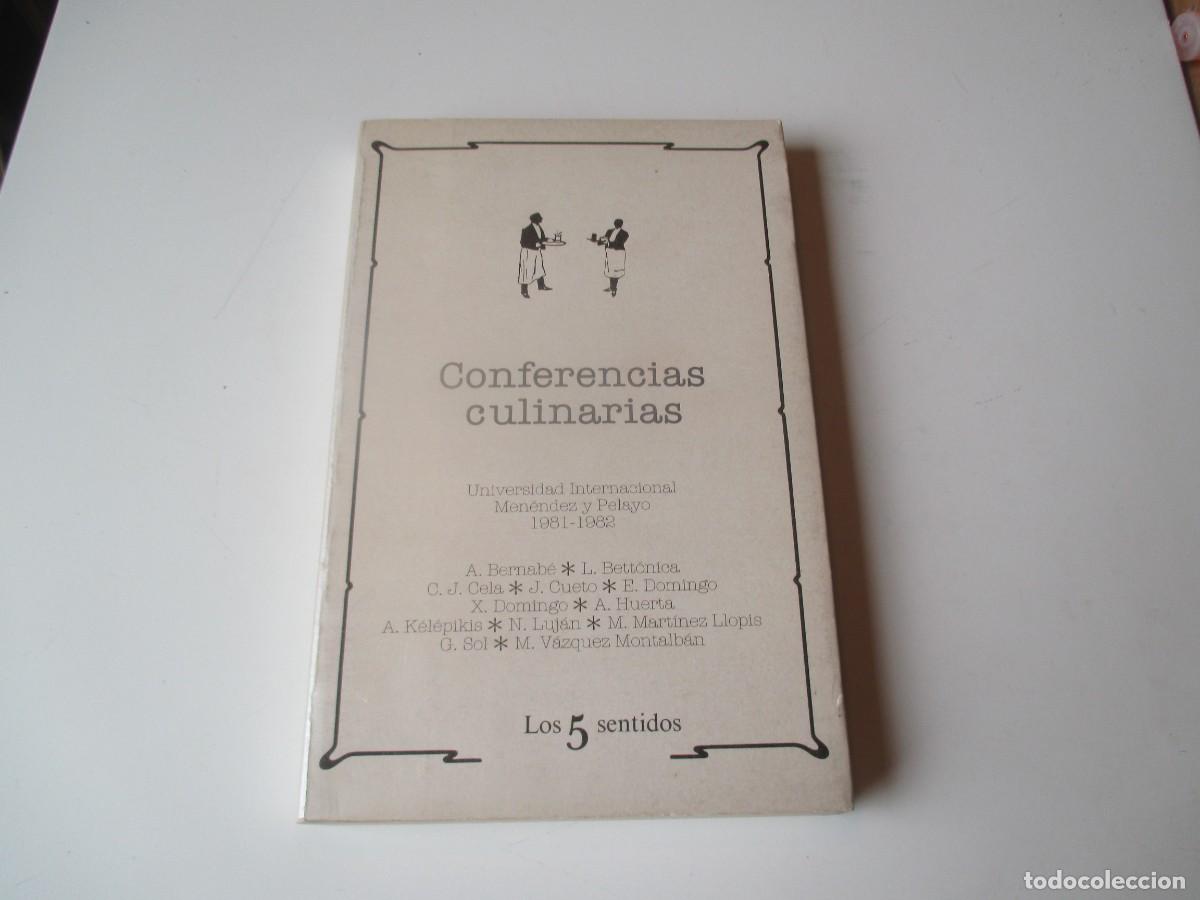 Conferencias
culinarias
Universidad Internacional
Menéndez y Pelayo
1981-1982
A. Bernabé * L. Bettónica
C. J. Cela * J. Cueto * E. Domingo
X. Domingo * A. Huerta
A. Kélépikis * N. Luján * M. Martínez Llopis
G. Sol * M. Vázquez Montalbán
Los 5 sentidos
todocoleccion